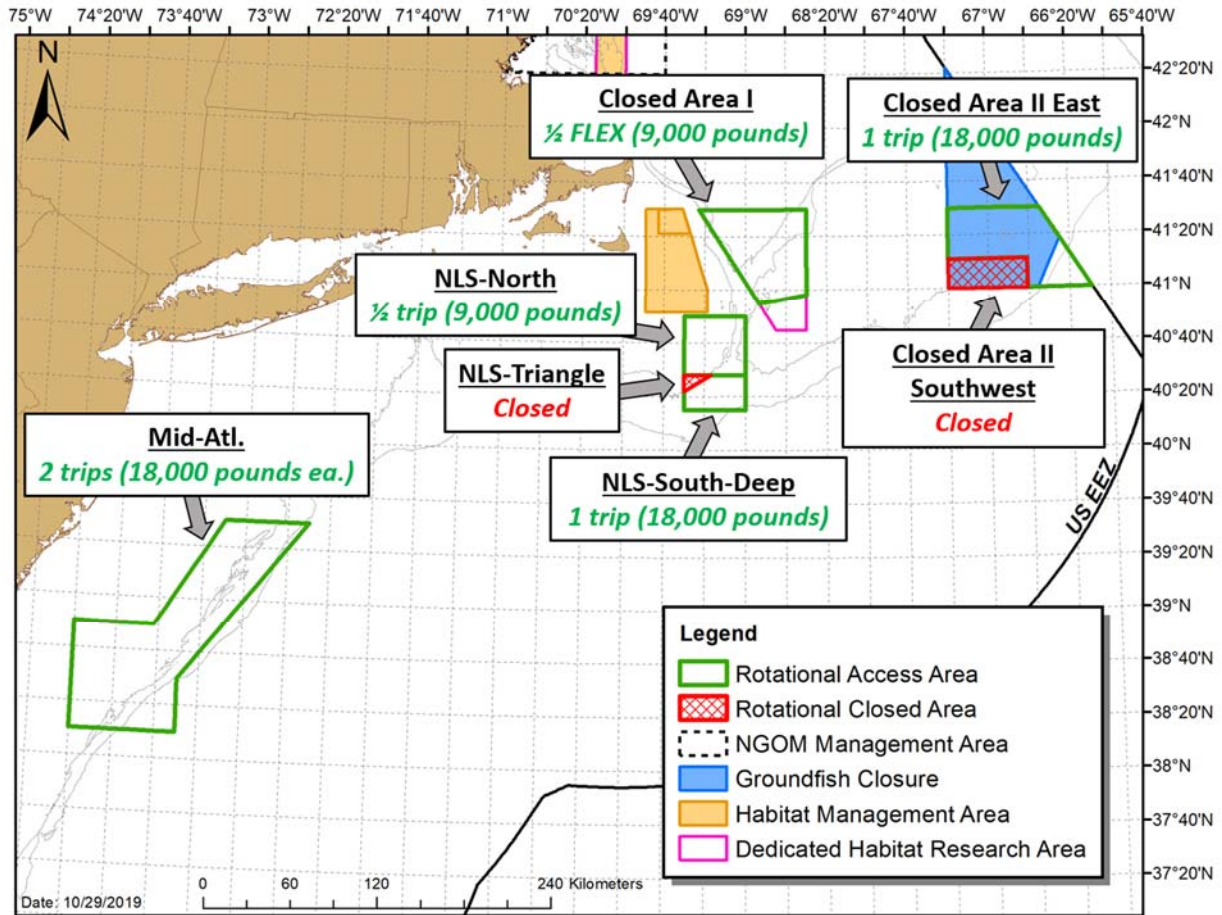 75°W 74°20'W 73°40'W 73°W 72°20'W 71°40'W 71°W 70°20'W 69°40'W 69°W 68°20'W 67°40'W 67°W 66°20'W 65°40'W
N
42°20'N
42°N
41°40'N
41°20'N
41°N
40°40'N
40°20'N
40°N
39°40'N
39°20'N
39°N
38°40'N
38°20'N
38°N
37°40'N
37°20'N
Closed Area I
½ FLEX (9,000 pounds)
Closed Area II East
1 trip (18,000 pounds)
NLS-North
½ trip (9,000 pounds)
NLS-Triangle
Closed
Closed Area II
Southwest
Closed
Mid-Atl.
2 trips (18,000 pounds ea.)
NLS-South-Deep
1 trip (18,000 pounds)
US EEZ
Legend
Rotational Access Area
Rotational Closed Area
NGOM Management Area
Groundfish Closure
Habitat Management Area
Dedicated Habitat Research Area
0 60 120 240 Kilometers
Date: 10/29/2019